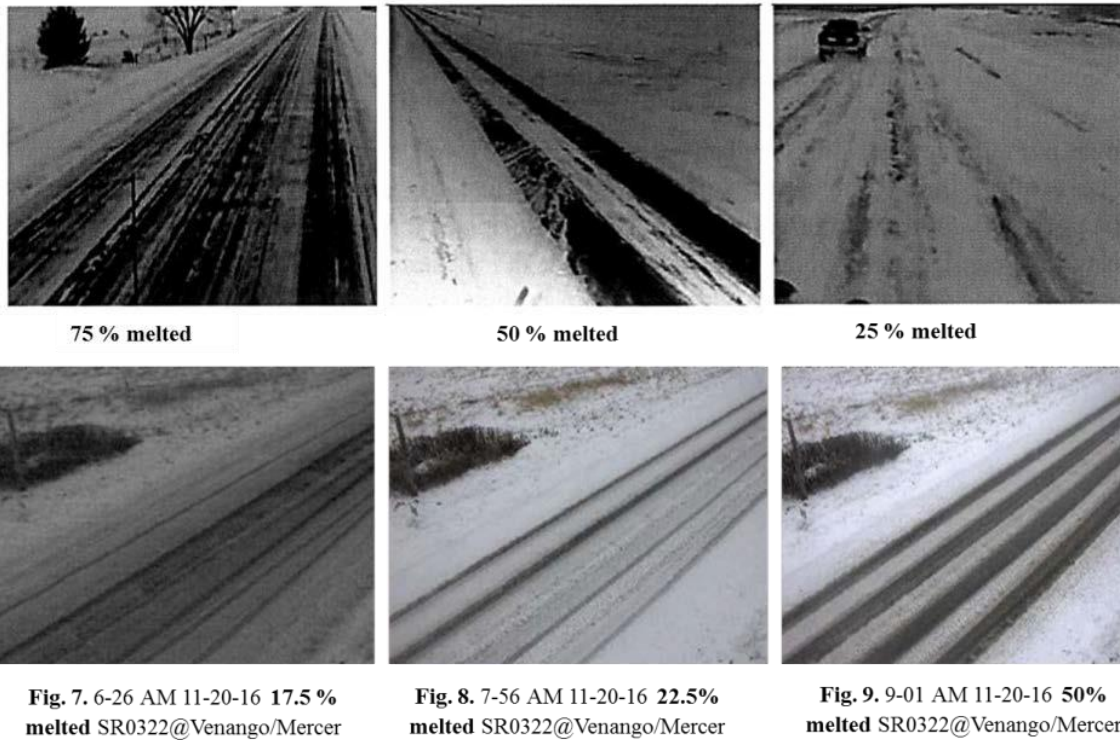 75 % melted
50 % melted
25 % melted
Fig. 7. 6-26 AM 11-20-16 17.5 %
melted SR0322@Venango/Mercer
Fig. 8. 7-56 AM 11-20-16 22.5%
melted SR0322@Venango/Mercer
Fig. 9. 9-01 AM 11-20-16 50%
melted SR0322@Venango/Mercer